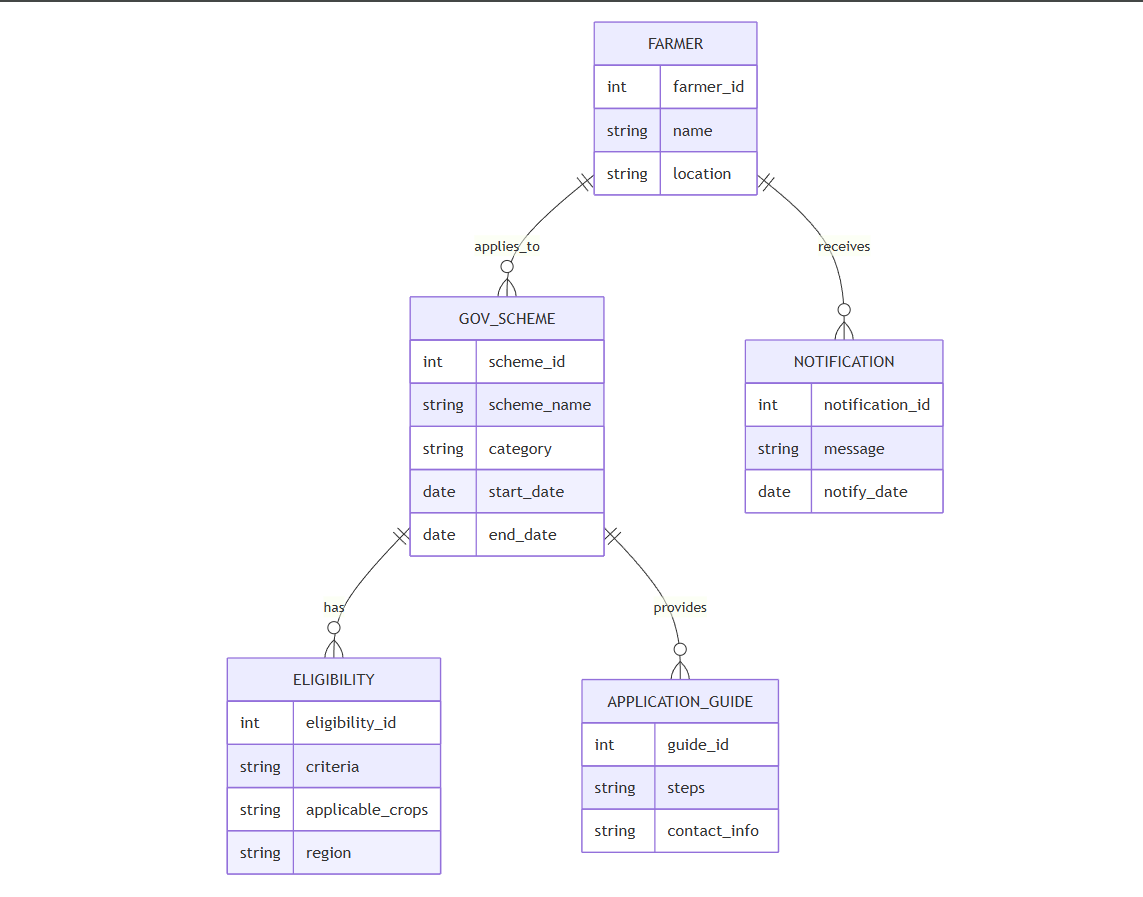 FARMER
int farmer_id
string name
string location
applies_to
receives
GOV_SCHEME
int scheme_id
string scheme_name
string category
date start_date
date end_date
NOTIFICATION
int notification_id
string message
date notify_date
has
provides
ELIGIBILITY
int eligibility_id
string criteria
string applicable_crops
string region
APPLICATION_GUIDE
int guide_id
string steps
string contact_info